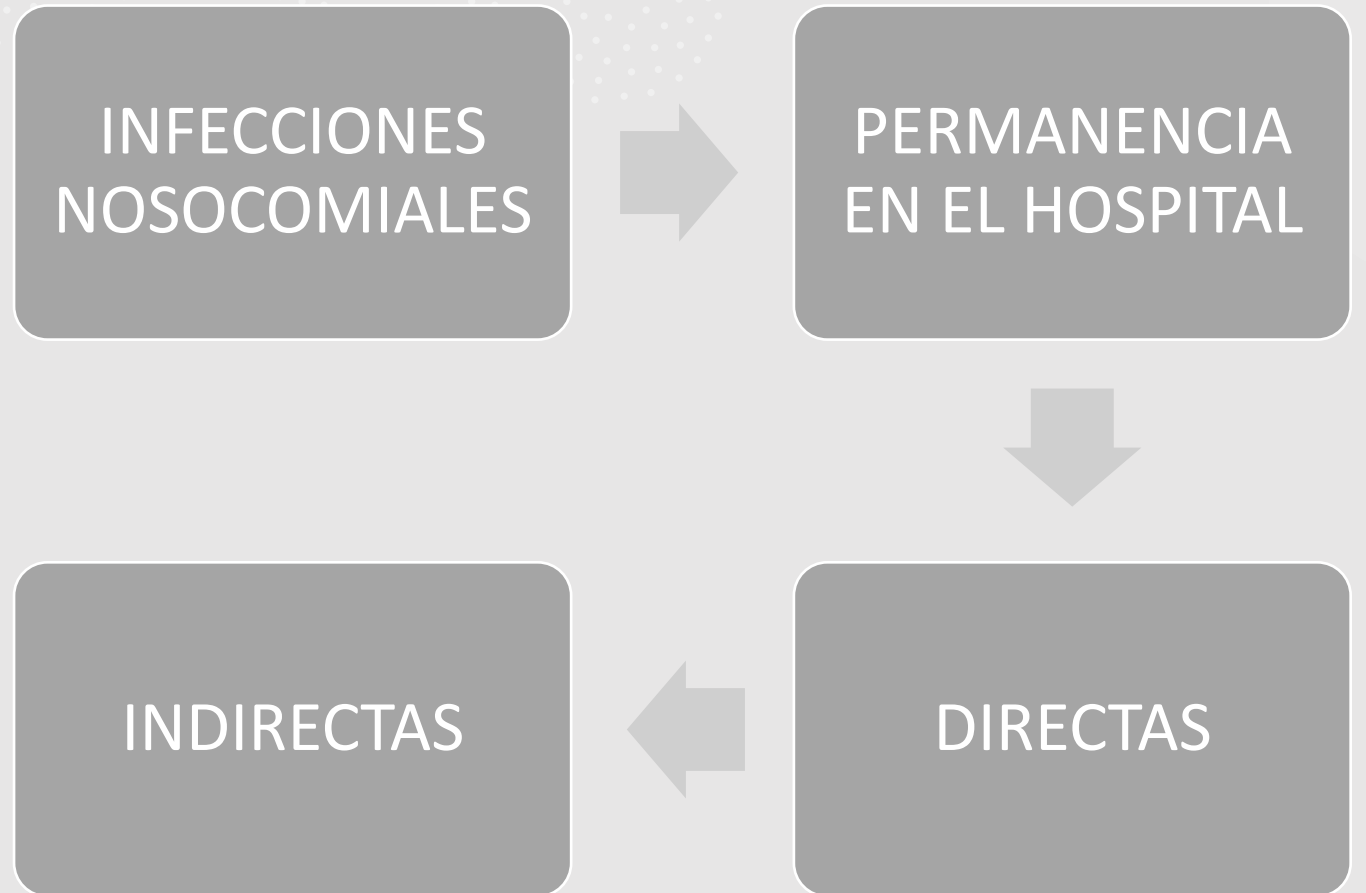 INFECCIONES
NOSOCOMIALES
PERMANENCIA
EN EL HOSPITAL
DIRECTAS
INDIRECTAS